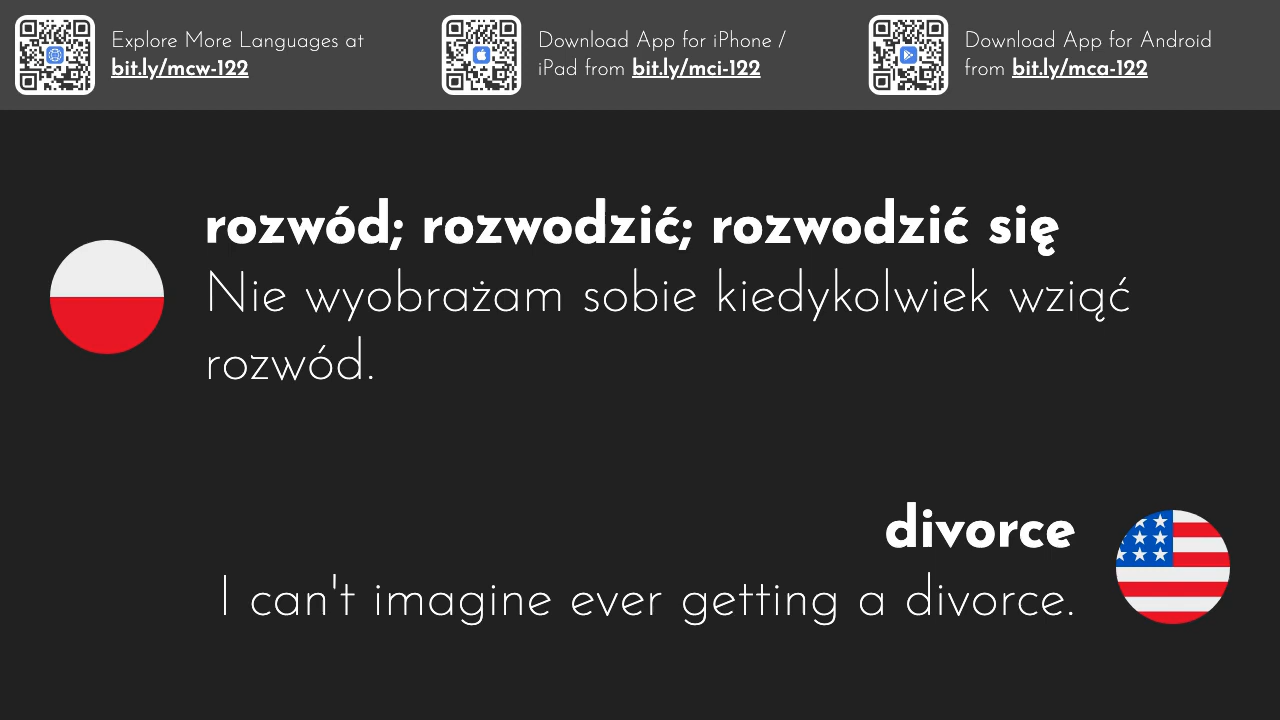 Explore More Languages at
bit.ly/mcw-122
Download App for iPhone /
iPad from bit.ly/mci-122
Download App for Android
from bit.ly/mca-122
rozwód; rozwodzić; rozwodzić się
Nie wyobrażam sobie kiedykolwiek wziąć
rozwód.
divorce
I can't imagine ever getting a divorce.